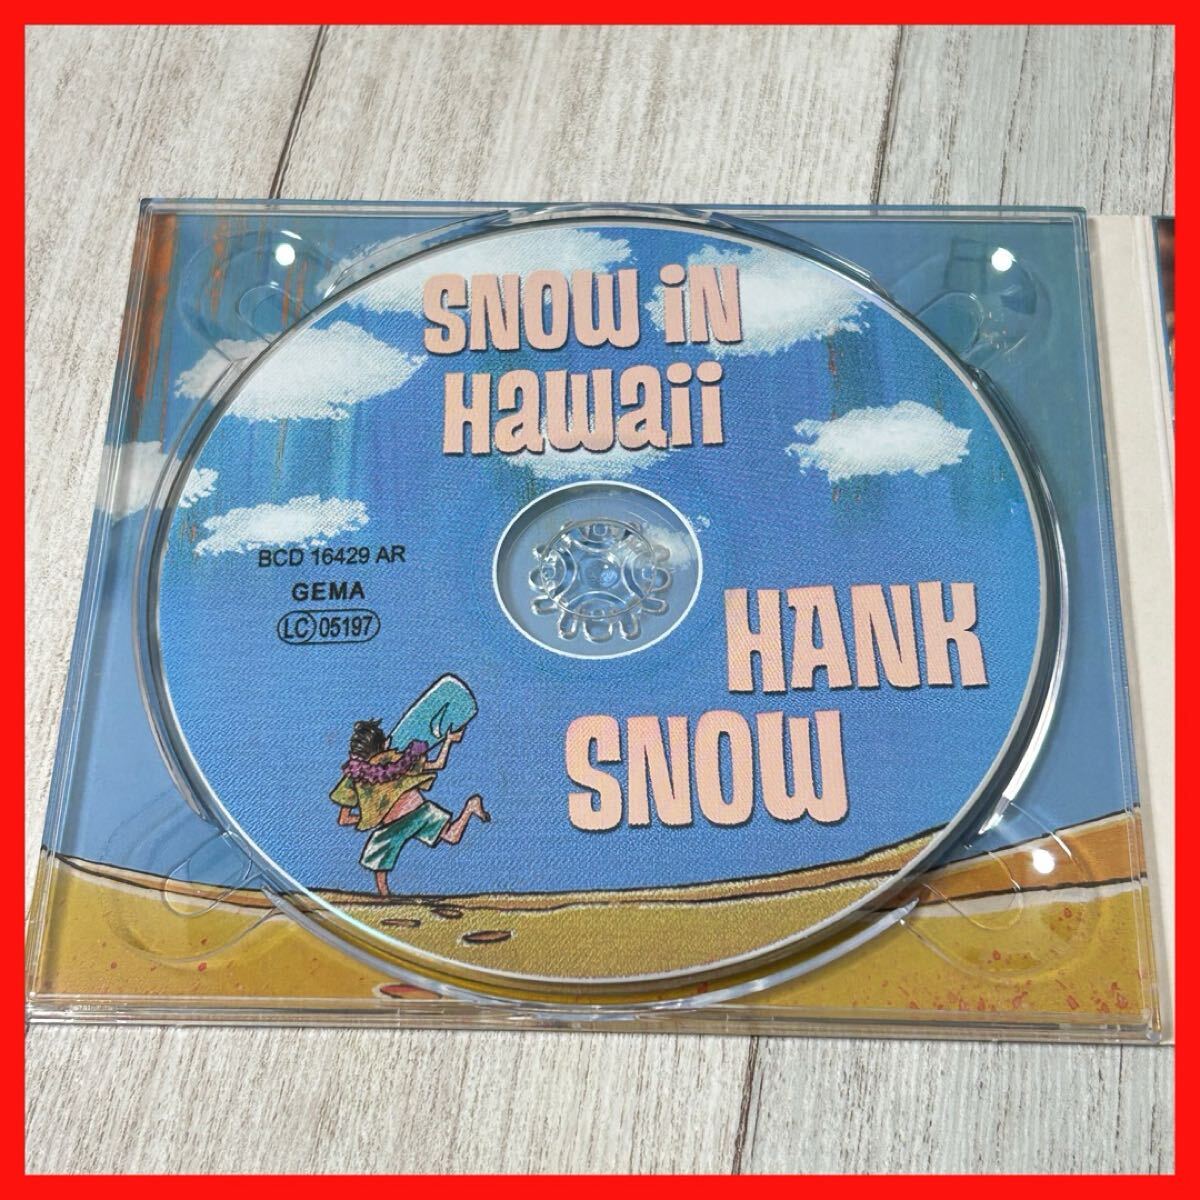 SNOW iN
Hawaii
BCD 16429 AR
GEMA
LC 05197
HANK
SNOW